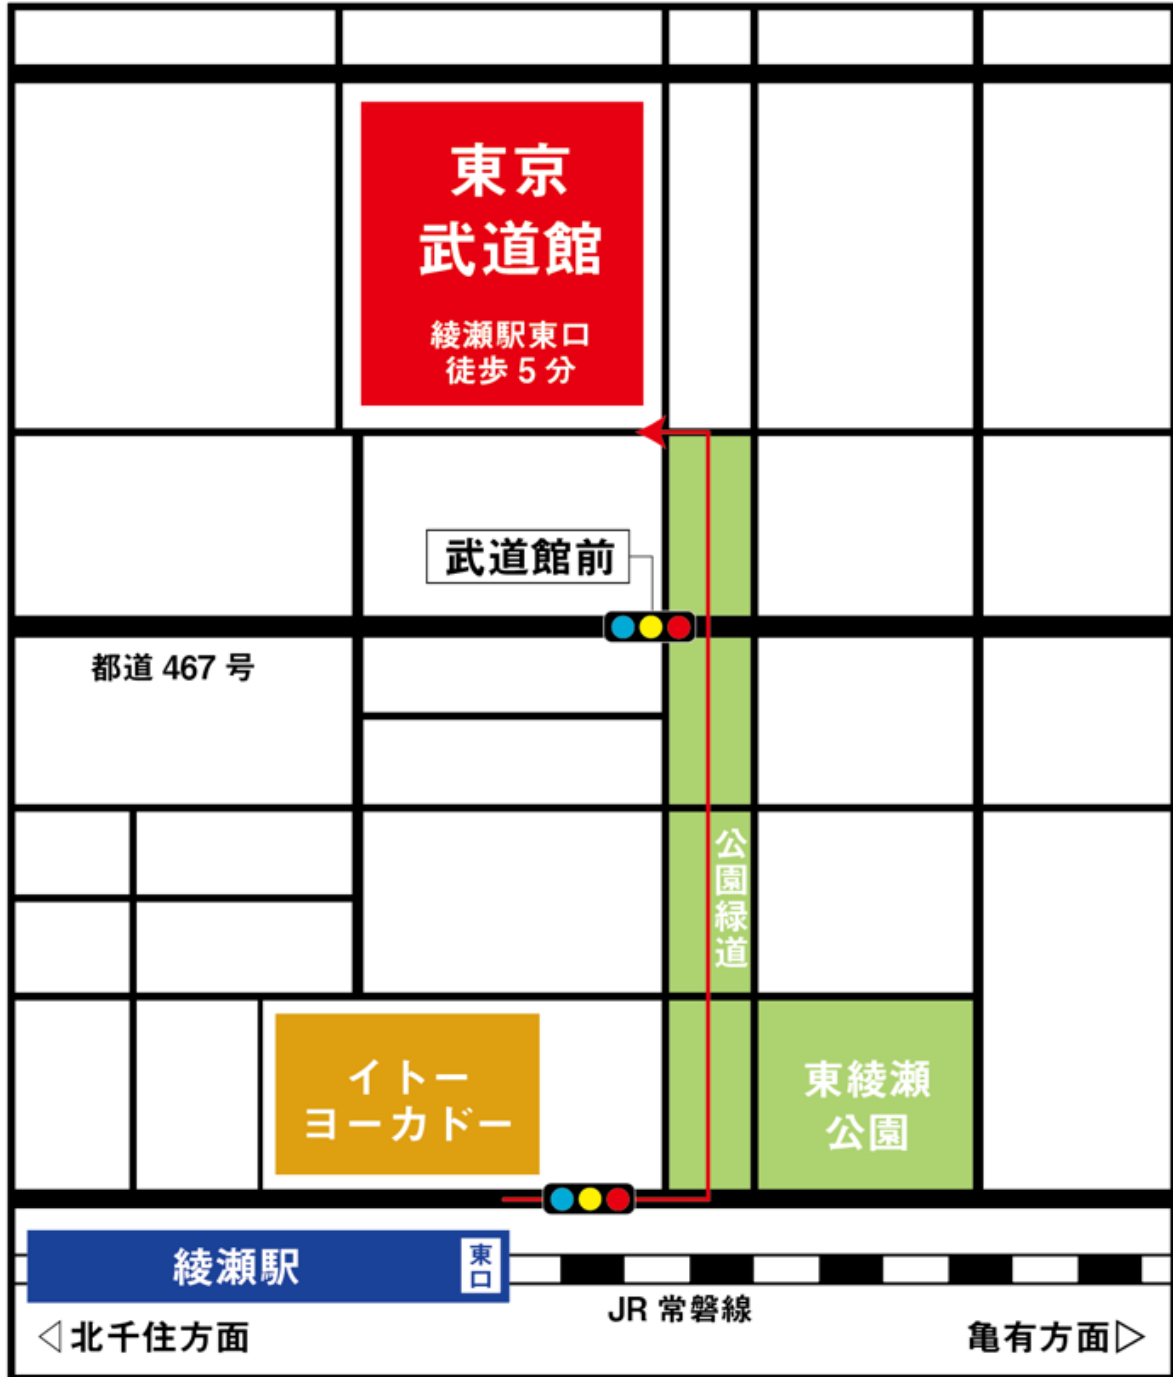 東京
武道館
綾瀬駅東口
徒歩 5 分
武道館前
都道 467 号
公園緑道
イトー
ヨーカドー
東綾瀬
公園
綾瀬駅
東口
JR 常磐線
◁北千住方面
亀有方面▷